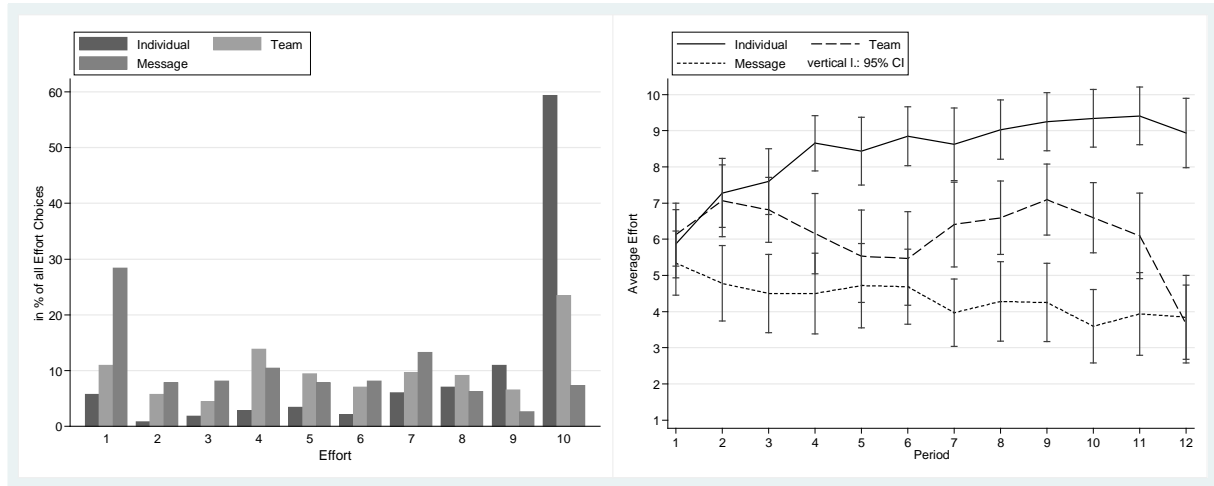 Individual Team
Message
60
50
40
30
20
10
0
in % of all Effort Choices
1 2 3 4 5 6 7 8 9 10
Effort
Individual Team
Message vertical l.: 95% CI
10
9
8
7
6
5
4
3
2
1
Average Effort
1 2 3 4 5 6 7 8 9 10 11 12
Period